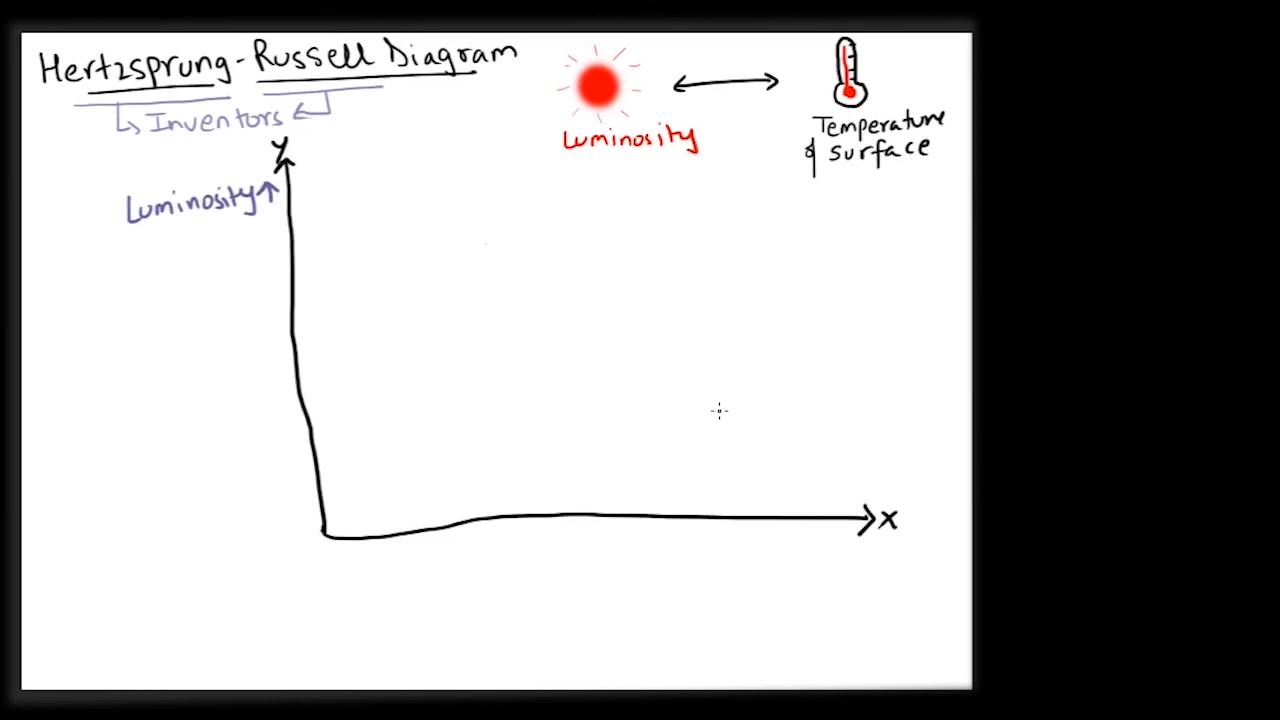 Hertzsprung-Russell Diagram
Inventors
Luminosity
Temperature
of surface
Y
Luminosity↑
X